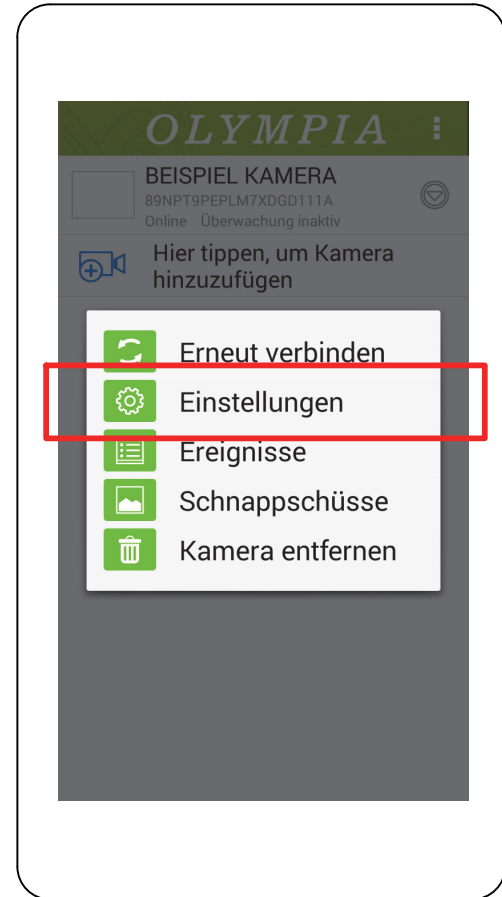 OLYMPIA
BEISPIEL KAMERA
89NPT9PEPLM7XDGD111A
Online Überwachung inaktiv
Hier tippen, um Kamera
hinzuzufügen
Erneut verbinden
Einstellungen
Ereignisse
Schnappschüsse
Kamera entfernen